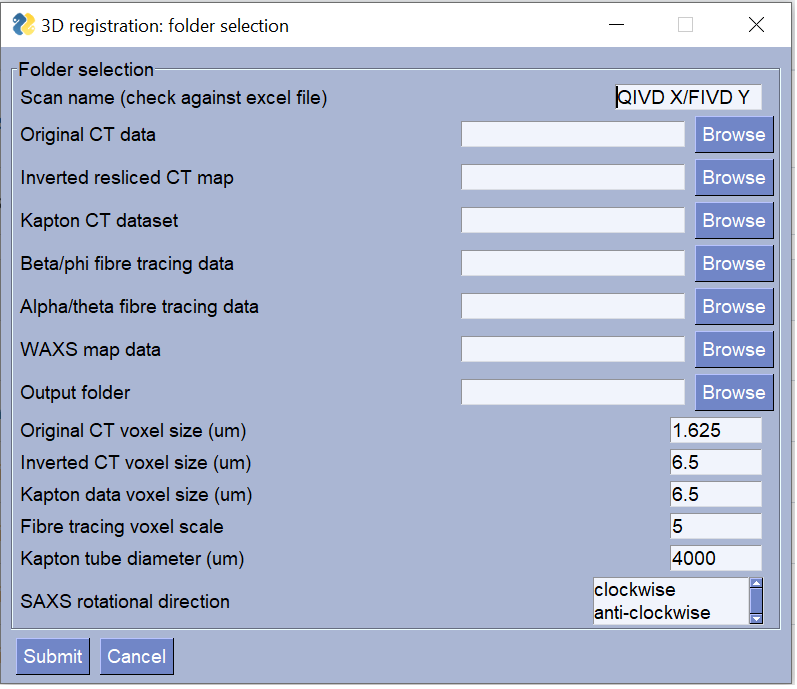 3D registration: folder selection
Folder selection
Scan name (check against excel file) QIVD X/FIVD Y
Original CT data Browse
Inverted resliced CT map Browse
Kapton CT dataset Browse
Beta/phi fibre tracing data Browse
Alpha/theta fibre tracing data Browse
WAXS map data Browse
Output folder Browse
Original CT voxel size (um) 1.625
Inverted CT voxel size (um) 6.5
Kapton data voxel size (um) 6.5
Fibre tracing voxel scale 5
Kapton tube diameter (um) 4000
SAXS rotational direction clockwise
anti-clockwise
Submit Cancel